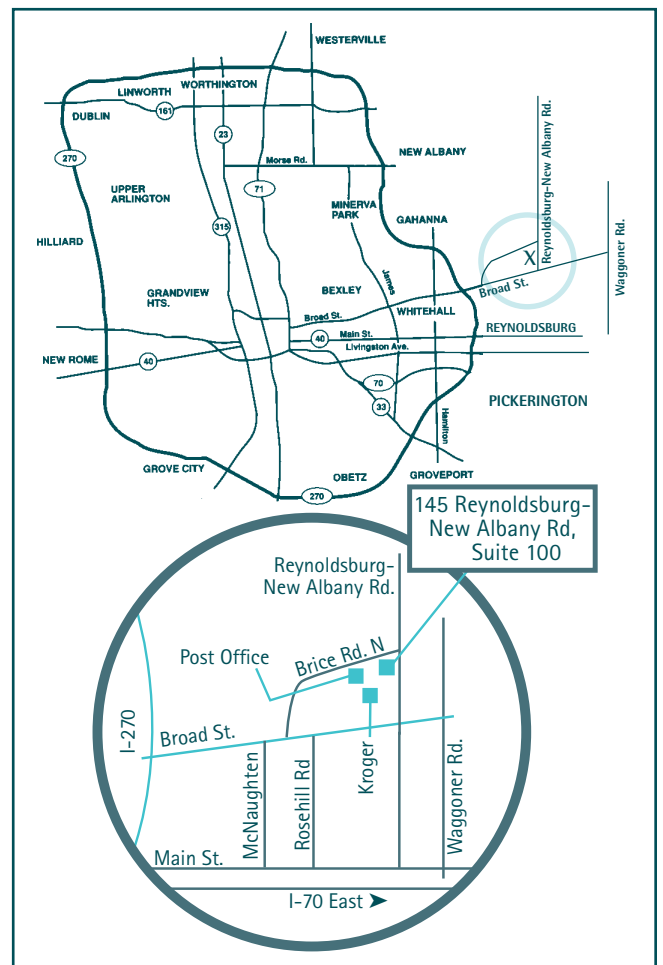 WESTERVILLE
WORTHINGTON
LINWORTH
161
DUBLIN
23
270
Morse Rd.
NEW ALBANY
71
UPPER
ARLINGTON
MINERVA
PARK
GAHANNA
Reynoldsburg-New Albany Rd.
Waggoner Rd.
315
HILLIARD
X
James
GRANDVIEW
HTS.
BEXLEY
Broad St.
Broad St.
WHITEHALL
40
Main St.
REYNOLDSBURG
Livingston Ave.
NEW ROME
40
70
33
PICKERINGTON
Hamilton
GROVE CITY
OBETZ
GROVEPORT
270
145 Reynoldsburg-
New Albany Rd,
Suite 100
Reynoldsburg-
New Albany Rd.
Post Office
Brice Rd. N
I-270
Broad St.
McNaughten
Rosehill Rd
Kroger
Waggoner Rd.
Main St.
I-70 East